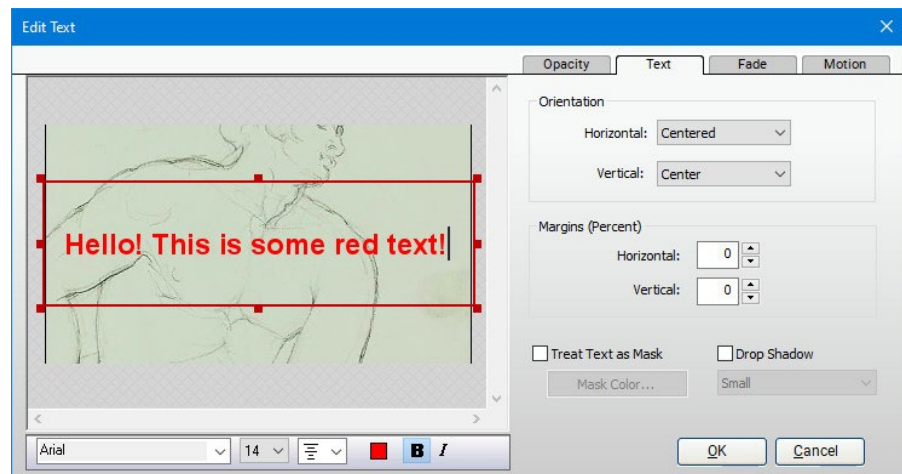 Edit Text
Opacity Text Fade Motion
Orientation
Horizontal: Centered
Vertical: Center
Hello! This is some red text!
Margins (Percent)
Horizontal: 0
Vertical: 0
Treat Text as Mask Drop Shadow
Mask Color... Small
Arial 14 B I
OK Cancel